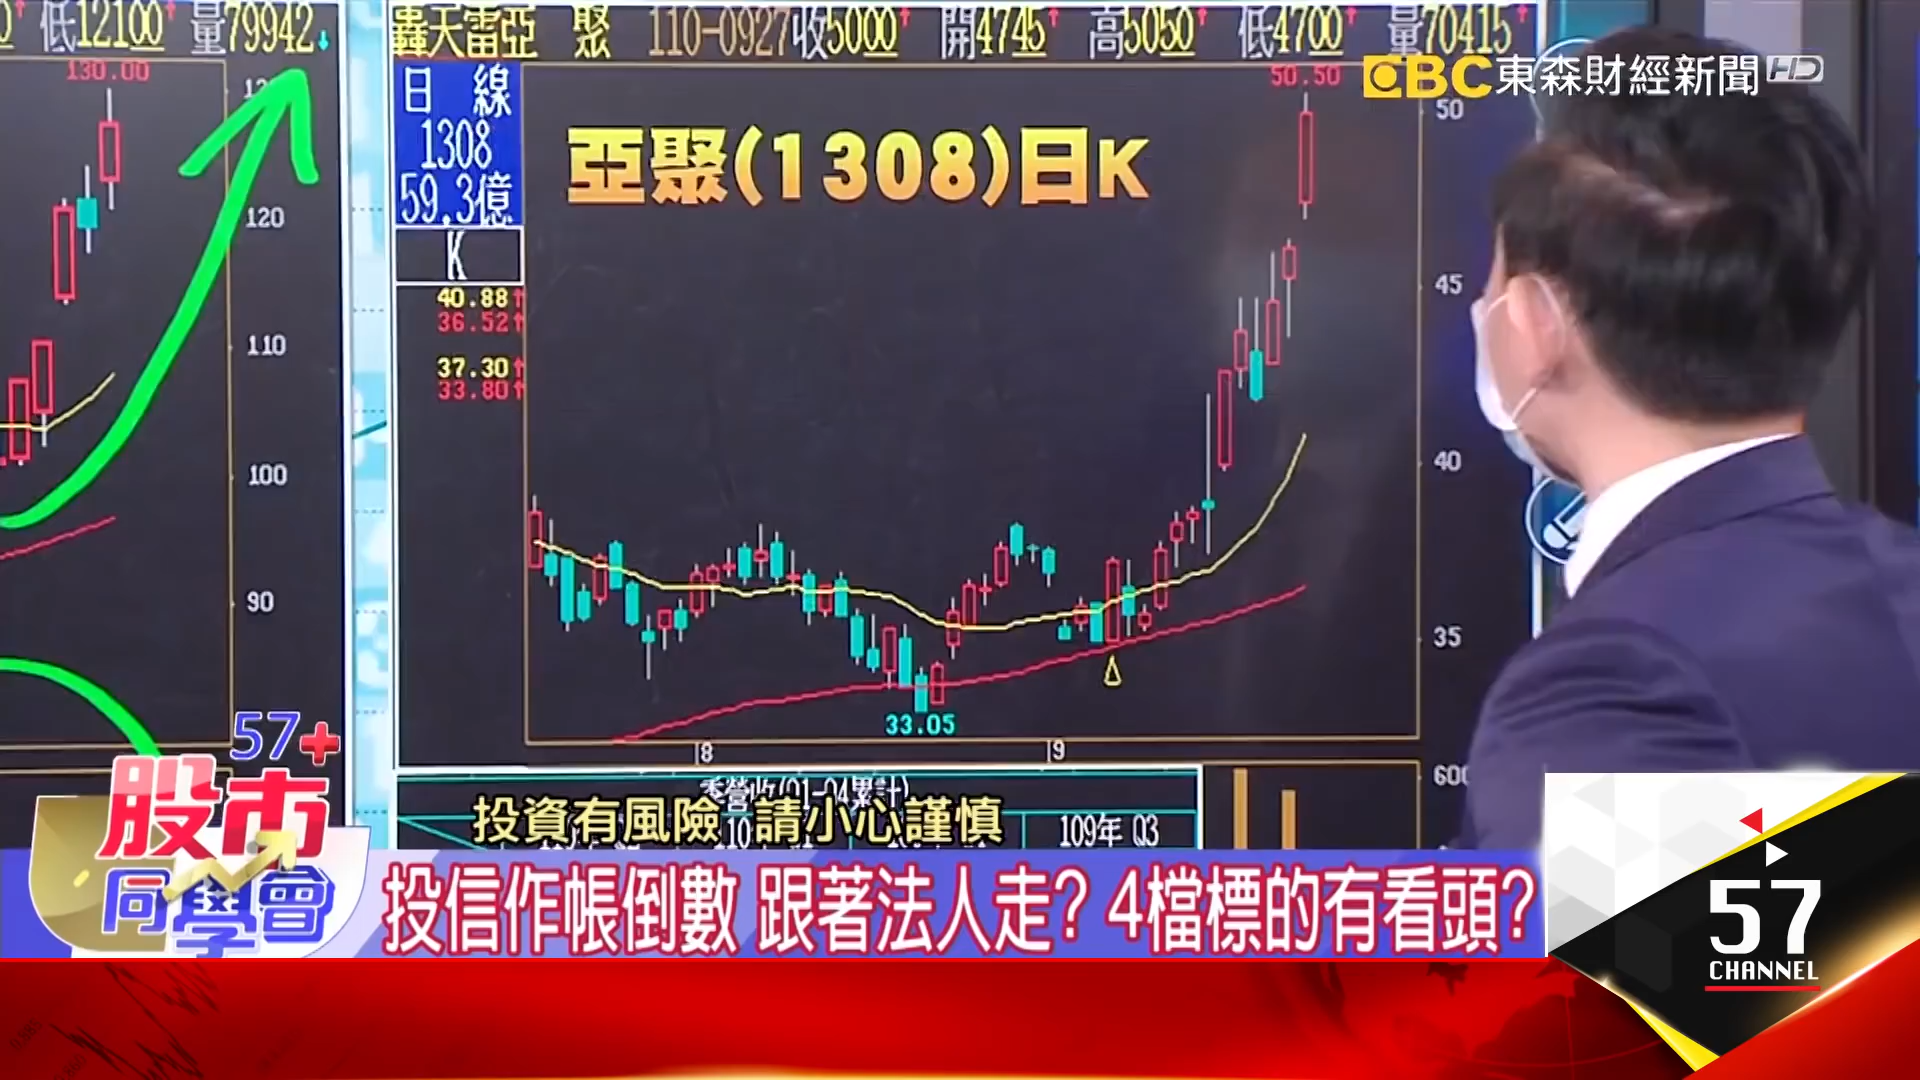 低12100↑ 量79942↓
130.00
120
110
100
90
轟天雷亞 聚 110-0927收5000↑ 開4745↑ 高5050↑ 低4700↑ 量70415↑
EBC東森財經新聞HD
日 線
1308
59.3億
K
40.88↑
36.52↑
37.30↑
33.80↑
亞聚(1308)日K
50.50
50
45
40
35
33.05
8
9
600
109年 Q3
投資有風險 請小心謹慎
57+
股市
同學會
投信作帳倒數 跟著法人走? 4檔標的有看頭?
57
CHANNEL